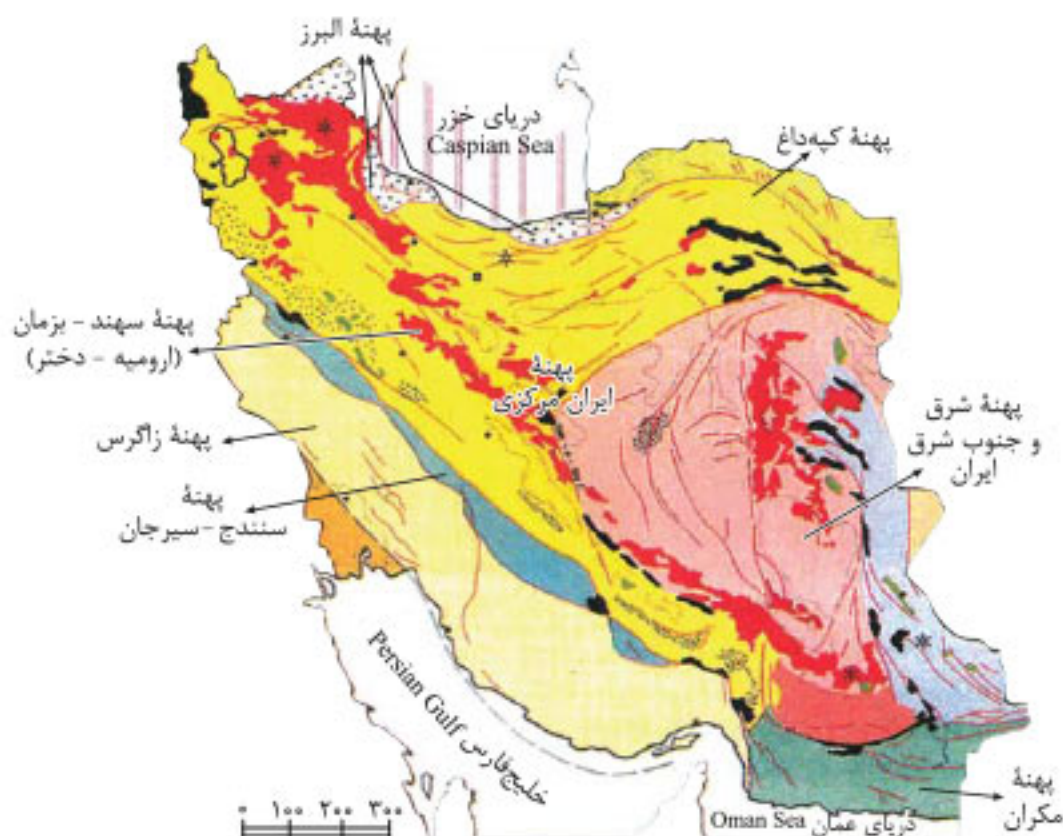 پهنهٔ البرز
دریای خزر
Caspian Sea
پهنهٔ کپه‌داغ
پهنهٔ سهند - بزمان
(ارومیه - دختر)
پهنهٔ
ایران مرکزی
پهنهٔ شرق
و جنوب شرق
ایران
پهنهٔ زاگرس
پهنهٔ
سنندج - سیرجان
Persian Gulf خلیج‌فارس
پهنهٔ
مکران
Oman Sea دریای عمان
۰ ۱۰۰ ۲۰۰ ۳۰۰